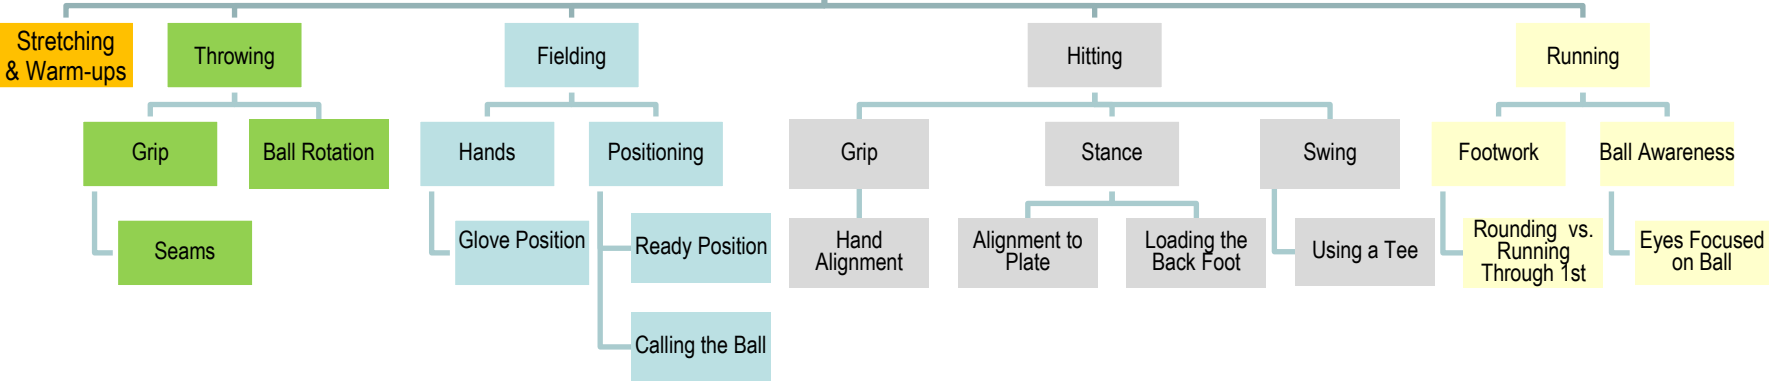 Stretching
& Warm-ups
Throwing
Fielding
Hitting
Running
Grip
Ball Rotation
Hands
Positioning
Grip
Stance
Swing
Footwork
Ball Awareness
Seams
Glove Position
Ready Position
Calling the Ball
Hand
Alignment
Alignment to
Plate
Loading the
Back Foot
Using a Tee
Rounding vs.
Running
Through 1st
Eyes Focused
on Ball